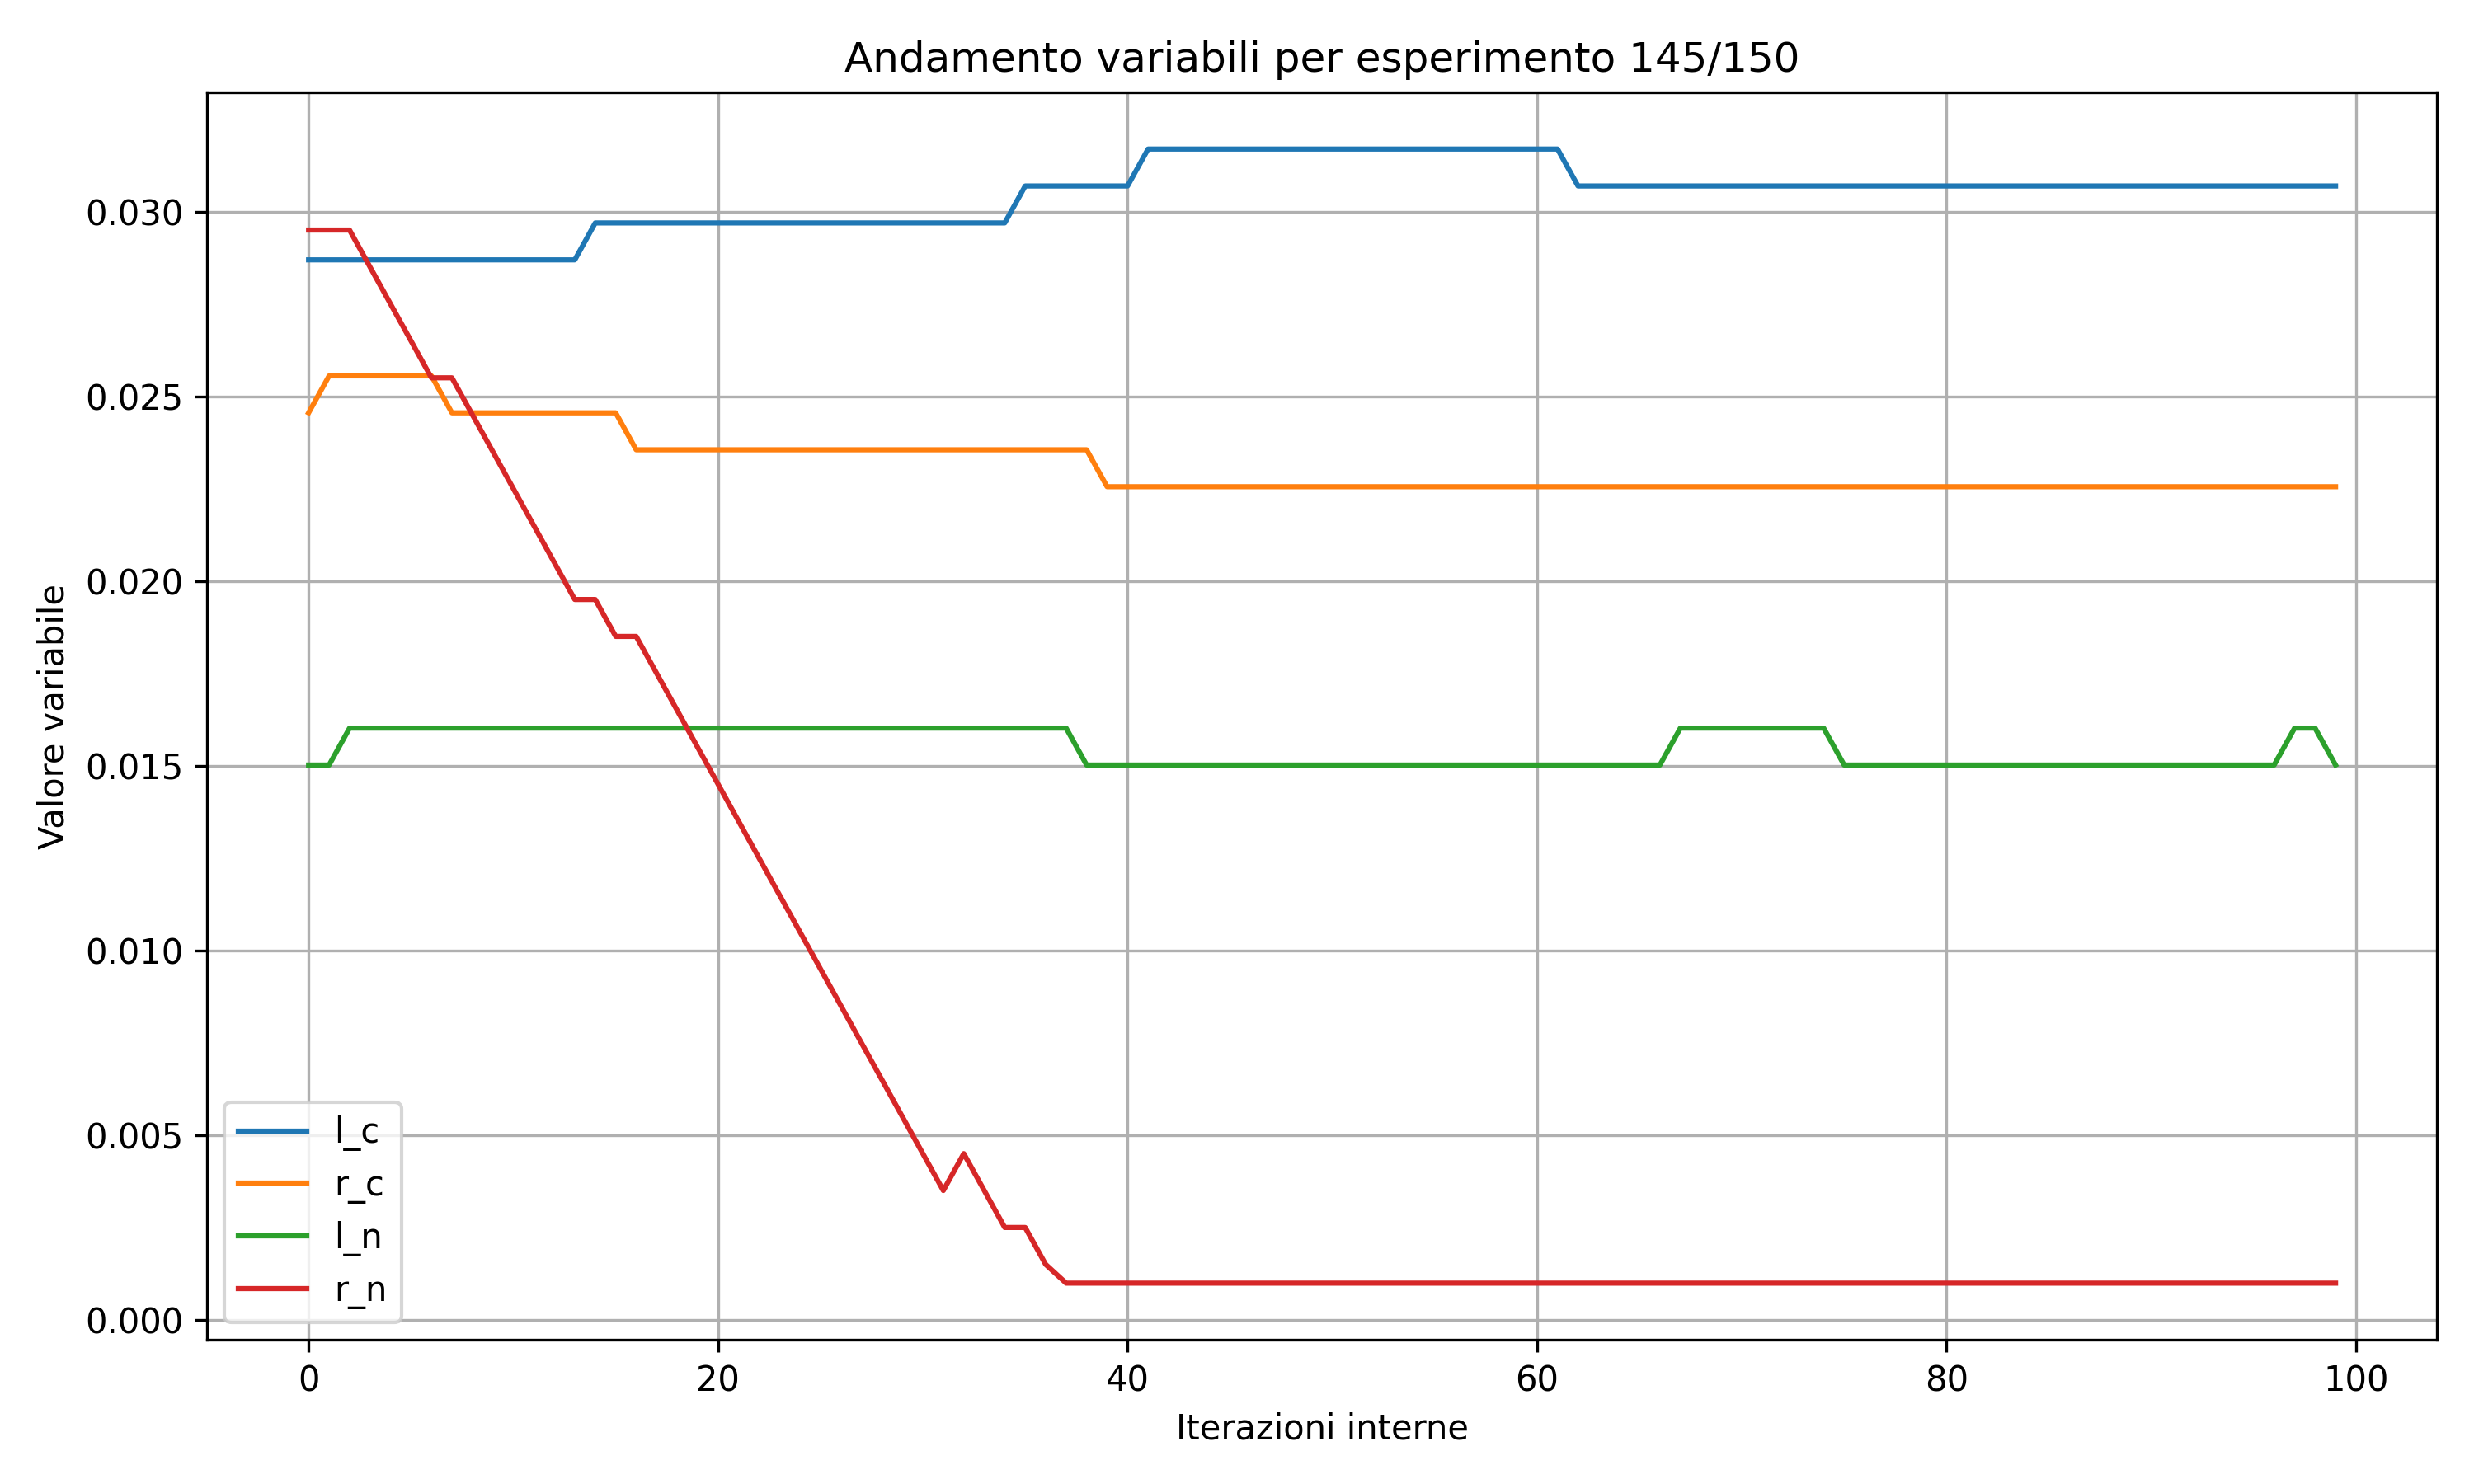 Andamento variabili per esperimento 145/150
Valore variabile
0.030
0.025
0.020
0.015
0.010
0.005
0.000
l_c
r_c
l_n
r_n
0 20 40 60 80 100
Iterazioni interne